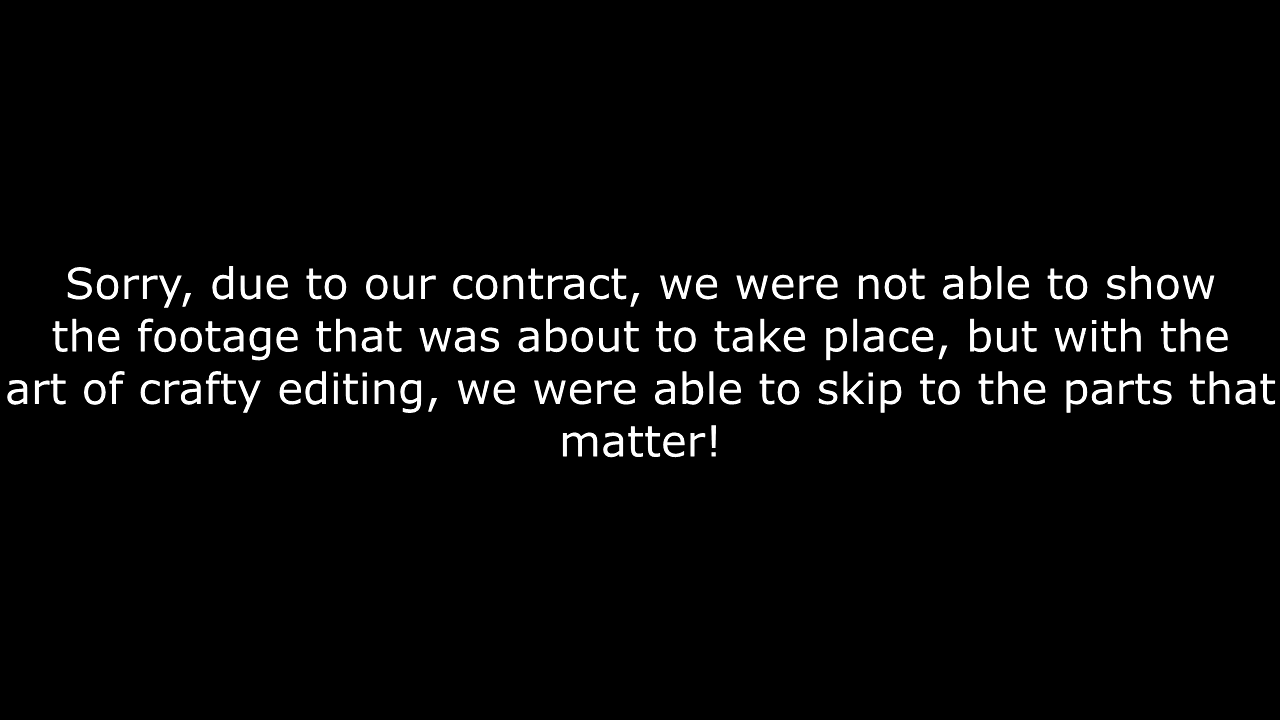 Sorry, due to our contract, we were not able to show
the footage that was about to take place, but with the
art of crafty editing, we were able to skip to the parts that
matter!